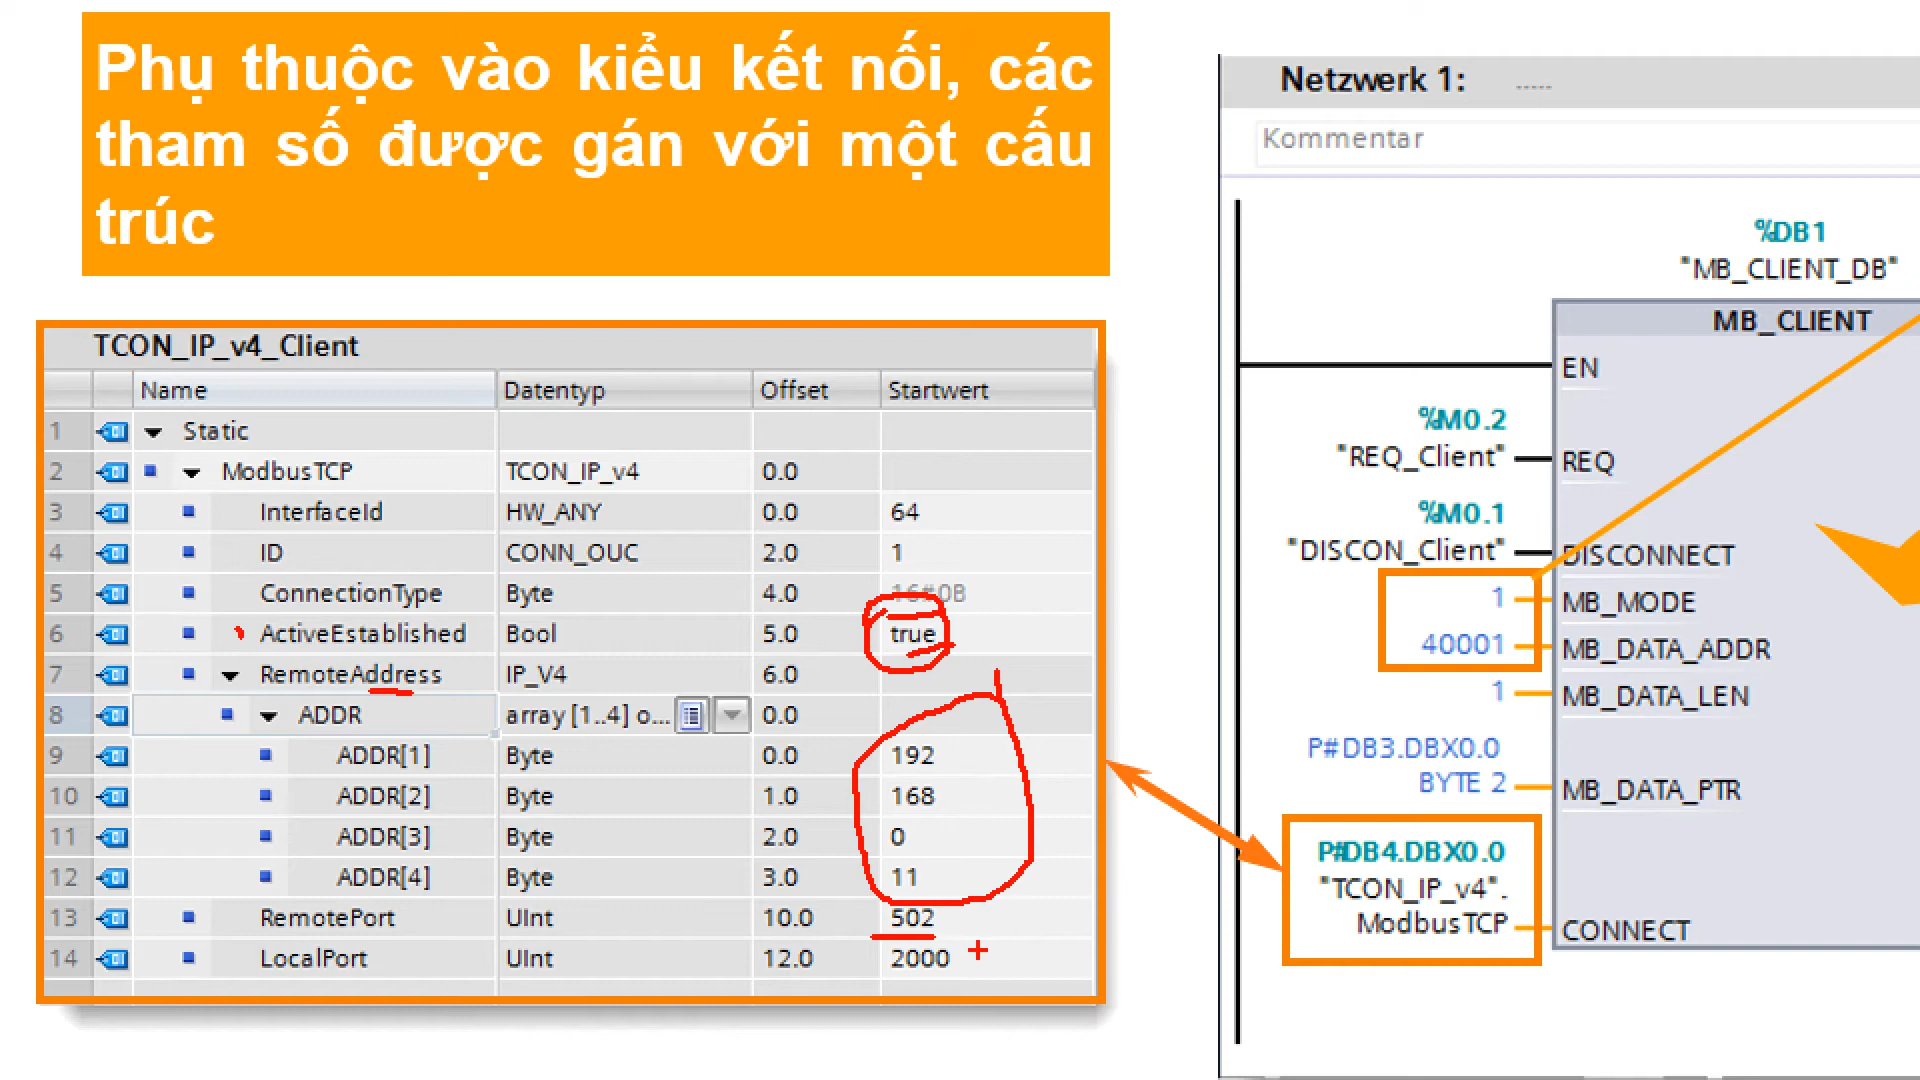 Phụ thuộc vào kiểu kết nối, các
tham số được gán với một cấu
trúc
TCON_IP_v4_Client
Name Datentyp Offset Startwert
1 Static
2 ModbusTCP TCON_IP_v4 0.0
3 InterfaceId HW_ANY 0.0 64
4 ID CONN_OUC 2.0 1
5 ConnectionType Byte 4.0 16#0B
6 ActiveEstablished Bool 5.0 true
7 RemoteAddress IP_V4 6.0
8 ADDR array [1..4] o... 0.0
9 ADDR[1] Byte 0.0 192
10 ADDR[2] Byte 1.0 168
11 ADDR[3] Byte 2.0 0
12 ADDR[4] Byte 3.0 11
13 RemotePort UInt 10.0 502
14 LocalPort UInt 12.0 2000
Netzwerk 1: .....
Kommentar
%DB1
"MB_CLIENT_DB"
MB_CLIENT
EN
%M0.2
"REQ_Client" REQ
%M0.1
"DISCON_Client" DISCONNECT
1 MB_MODE
40001 MB_DATA_ADDR
1 MB_DATA_LEN
P#DB3.DBX0.0
BYTE 2 MB_DATA_PTR
P#DB4.DBX0.0
"TCON_IP_v4".
ModbusTCP CONNECT